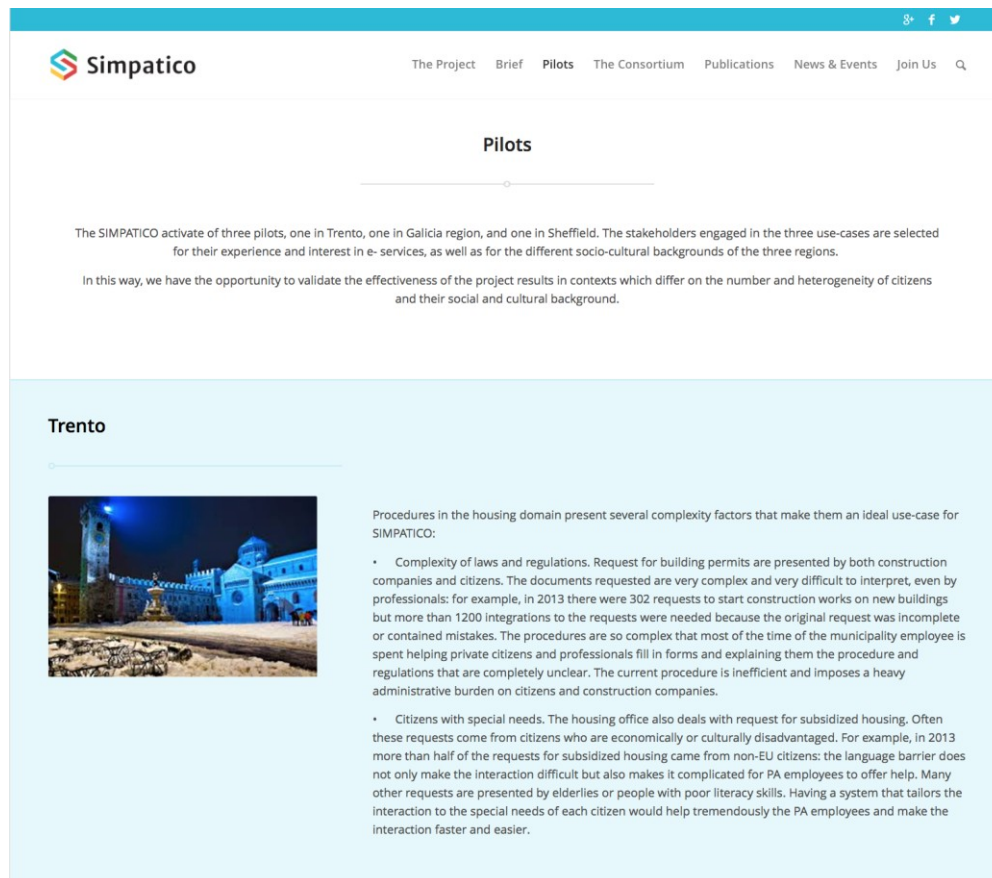 Simpatico
The Project Brief Pilots The Consortium Publications News & Events Join Us
Pilots
The SIMPATICO activate of three pilots, one in Trento, one in Galicia region, and one in Sheffield. The stakeholders engaged in the three use-cases are selected
for their experience and interest in e- services, as well as for the different socio-cultural backgrounds of the three regions.
In this way, we have the opportunity to validate the effectiveness of the project results in contexts which differ on the number and heterogeneity of citizens
and their social and cultural background.
Trento
Procedures in the housing domain present several complexity factors that make them an ideal use-case for
SIMPATICO:
• Complexity of laws and regulations. Request for building permits are presented by both construction
companies and citizens. The documents requested are very complex and very difficult to interpret, even by
professionals: for example, in 2013 there were 302 requests to start construction works on new buildings
but more than 1200 integrations to the requests were needed because the original request was incomplete
or contained mistakes. The procedures are so complex that most of the time of the municipality employee is
spent helping private citizens and professionals fill in forms and explaining them the procedure and
regulations that are completely unclear. The current procedure is inefficient and imposes a heavy
administrative burden on citizens and construction companies.
• Citizens with special needs. The housing office also deals with request for subsidized housing. Often
these requests come from citizens who are economically or culturally disadvantaged. For example, in 2013
more than half of the requests for subsidized housing came from non-EU citizens: the language barrier does
not only make the interaction difficult but also makes it complicated for PA employees to offer help. Many
other requests are presented by elderlies or people with poor literacy skills. Having a system that tailors the
interaction to the special needs of each citizen would help tremendously the PA employees and make the
interaction faster and easier.